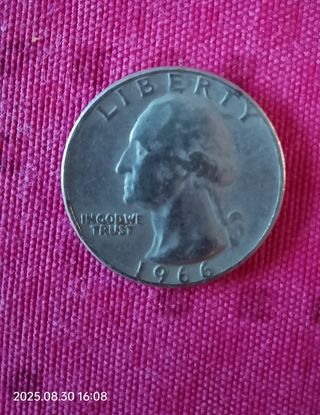 LIBERTY
IN GOD WE
TRUST
1966
2025.08.30 16:08